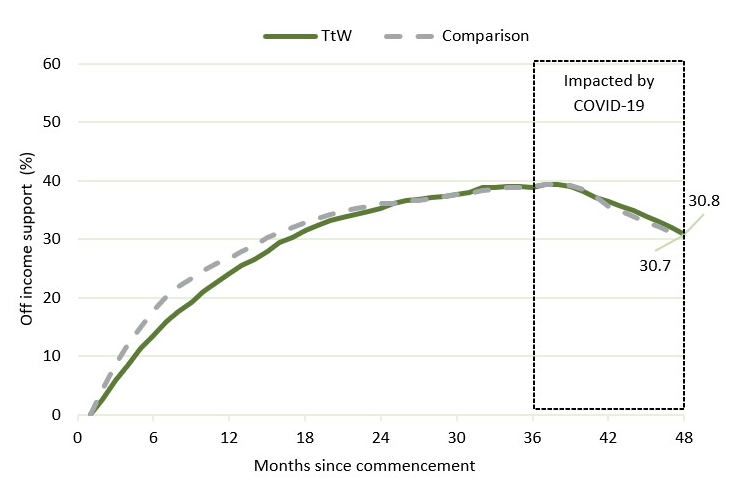 TtW Comparison
60
Impacted by
COVID-19
50
40
30.8
30
30.7
20
10
0
Off income support (%)
0 6 12 18 24 30 36 42 48
Months since commencement